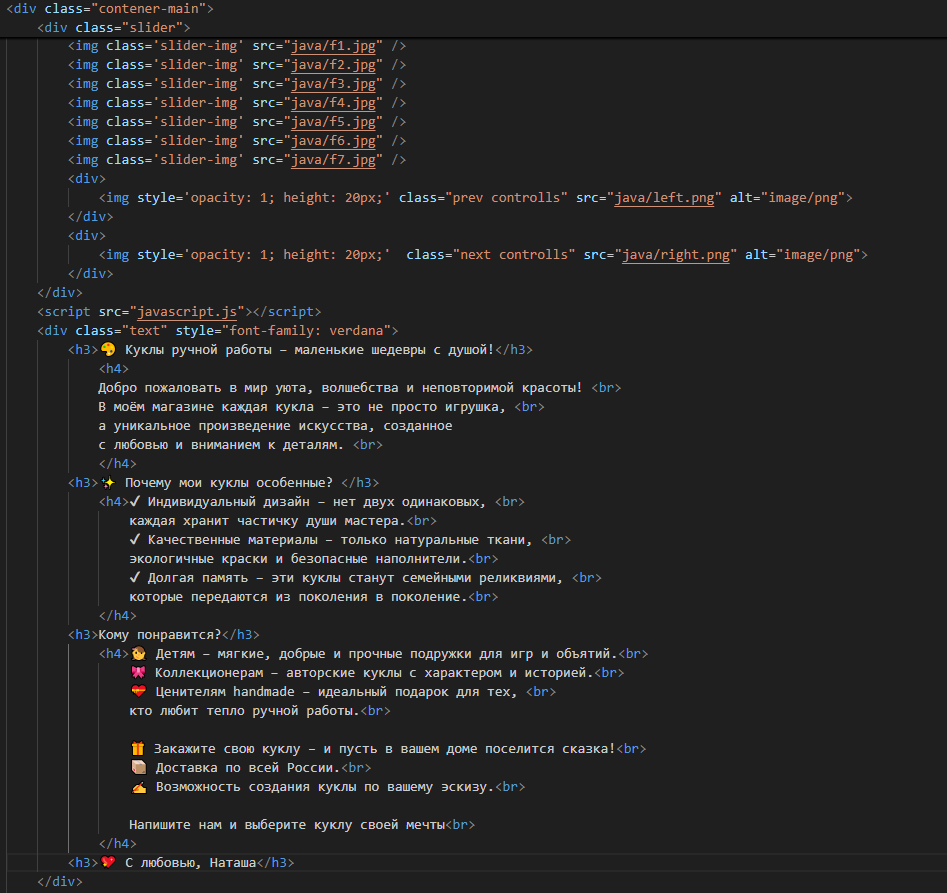 <div class="contener-main">
<div class="slider">
<img class='slider-img' src="java/f1.jpg" />
<img class='slider-img' src="java/f2.jpg" />
<img class='slider-img' src="java/f3.jpg" />
<img class='slider-img' src="java/f4.jpg" />
<img class='slider-img' src="java/f5.jpg" />
<img class='slider-img' src="java/f6.jpg" />
<img class='slider-img' src="java/f7.jpg" />
<div>
<img style='opacity: 1; height: 20px;' class="prev controlls" src="java/left.png" alt="image/png">
</div>
<div>
<img style='opacity: 1; height: 20px;'  class="next controlls" src="java/right.png" alt="image/png">
</div>
</div>
<script src="javascript.js"></script>
<div class="text" style="font-family: verdana">
<h3>🎨 Куклы ручной работы – маленькие шедевры с душой!</h3>
<h4>
Добро пожаловать в мир уюта, волшебства и неповторимой красоты! <br>
В моём магазине каждая кукла – это не просто игрушка, <br>
а уникальное произведение искусства, созданное
с любовью и вниманием к деталям. <br>
</h4>
<h3>✨ Почему мои куклы особенные? </h3>
<h4>✔ Индивидуальный дизайн – нет двух одинаковых, <br>
каждая хранит частичку души мастера.<br>
✔ Качественные материалы – только натуральные ткани, <br>
экологичные краски и безопасные наполнители.<br>
✔ Долгая память – эти куклы станут семейными реликвиями, <br>
которые передаются из поколения в поколение.<br>
</h4>
<h3>Кому понравится?</h3>
<h4>🧒 Детям – мягкие, добрые и прочные подружки для игр и объятий.<br>
🎀 Коллекционерам – авторские куклы с характером и историей.<br>
💝 Ценителям handmade – идеальный подарок для тех, <br>
кто любит тепло ручной работы.<br>
🎁 Закажите свою куклу – и пусть в вашем доме поселится сказка!<br>
📦 Доставка по всей России.<br>
✍ Возможность создания куклы по вашему эскизу.<br>
Напишите нам и выберите куклу своей мечты<br>
</h4>
<h3>💖 С любовью, Наташа</h3>
</div>